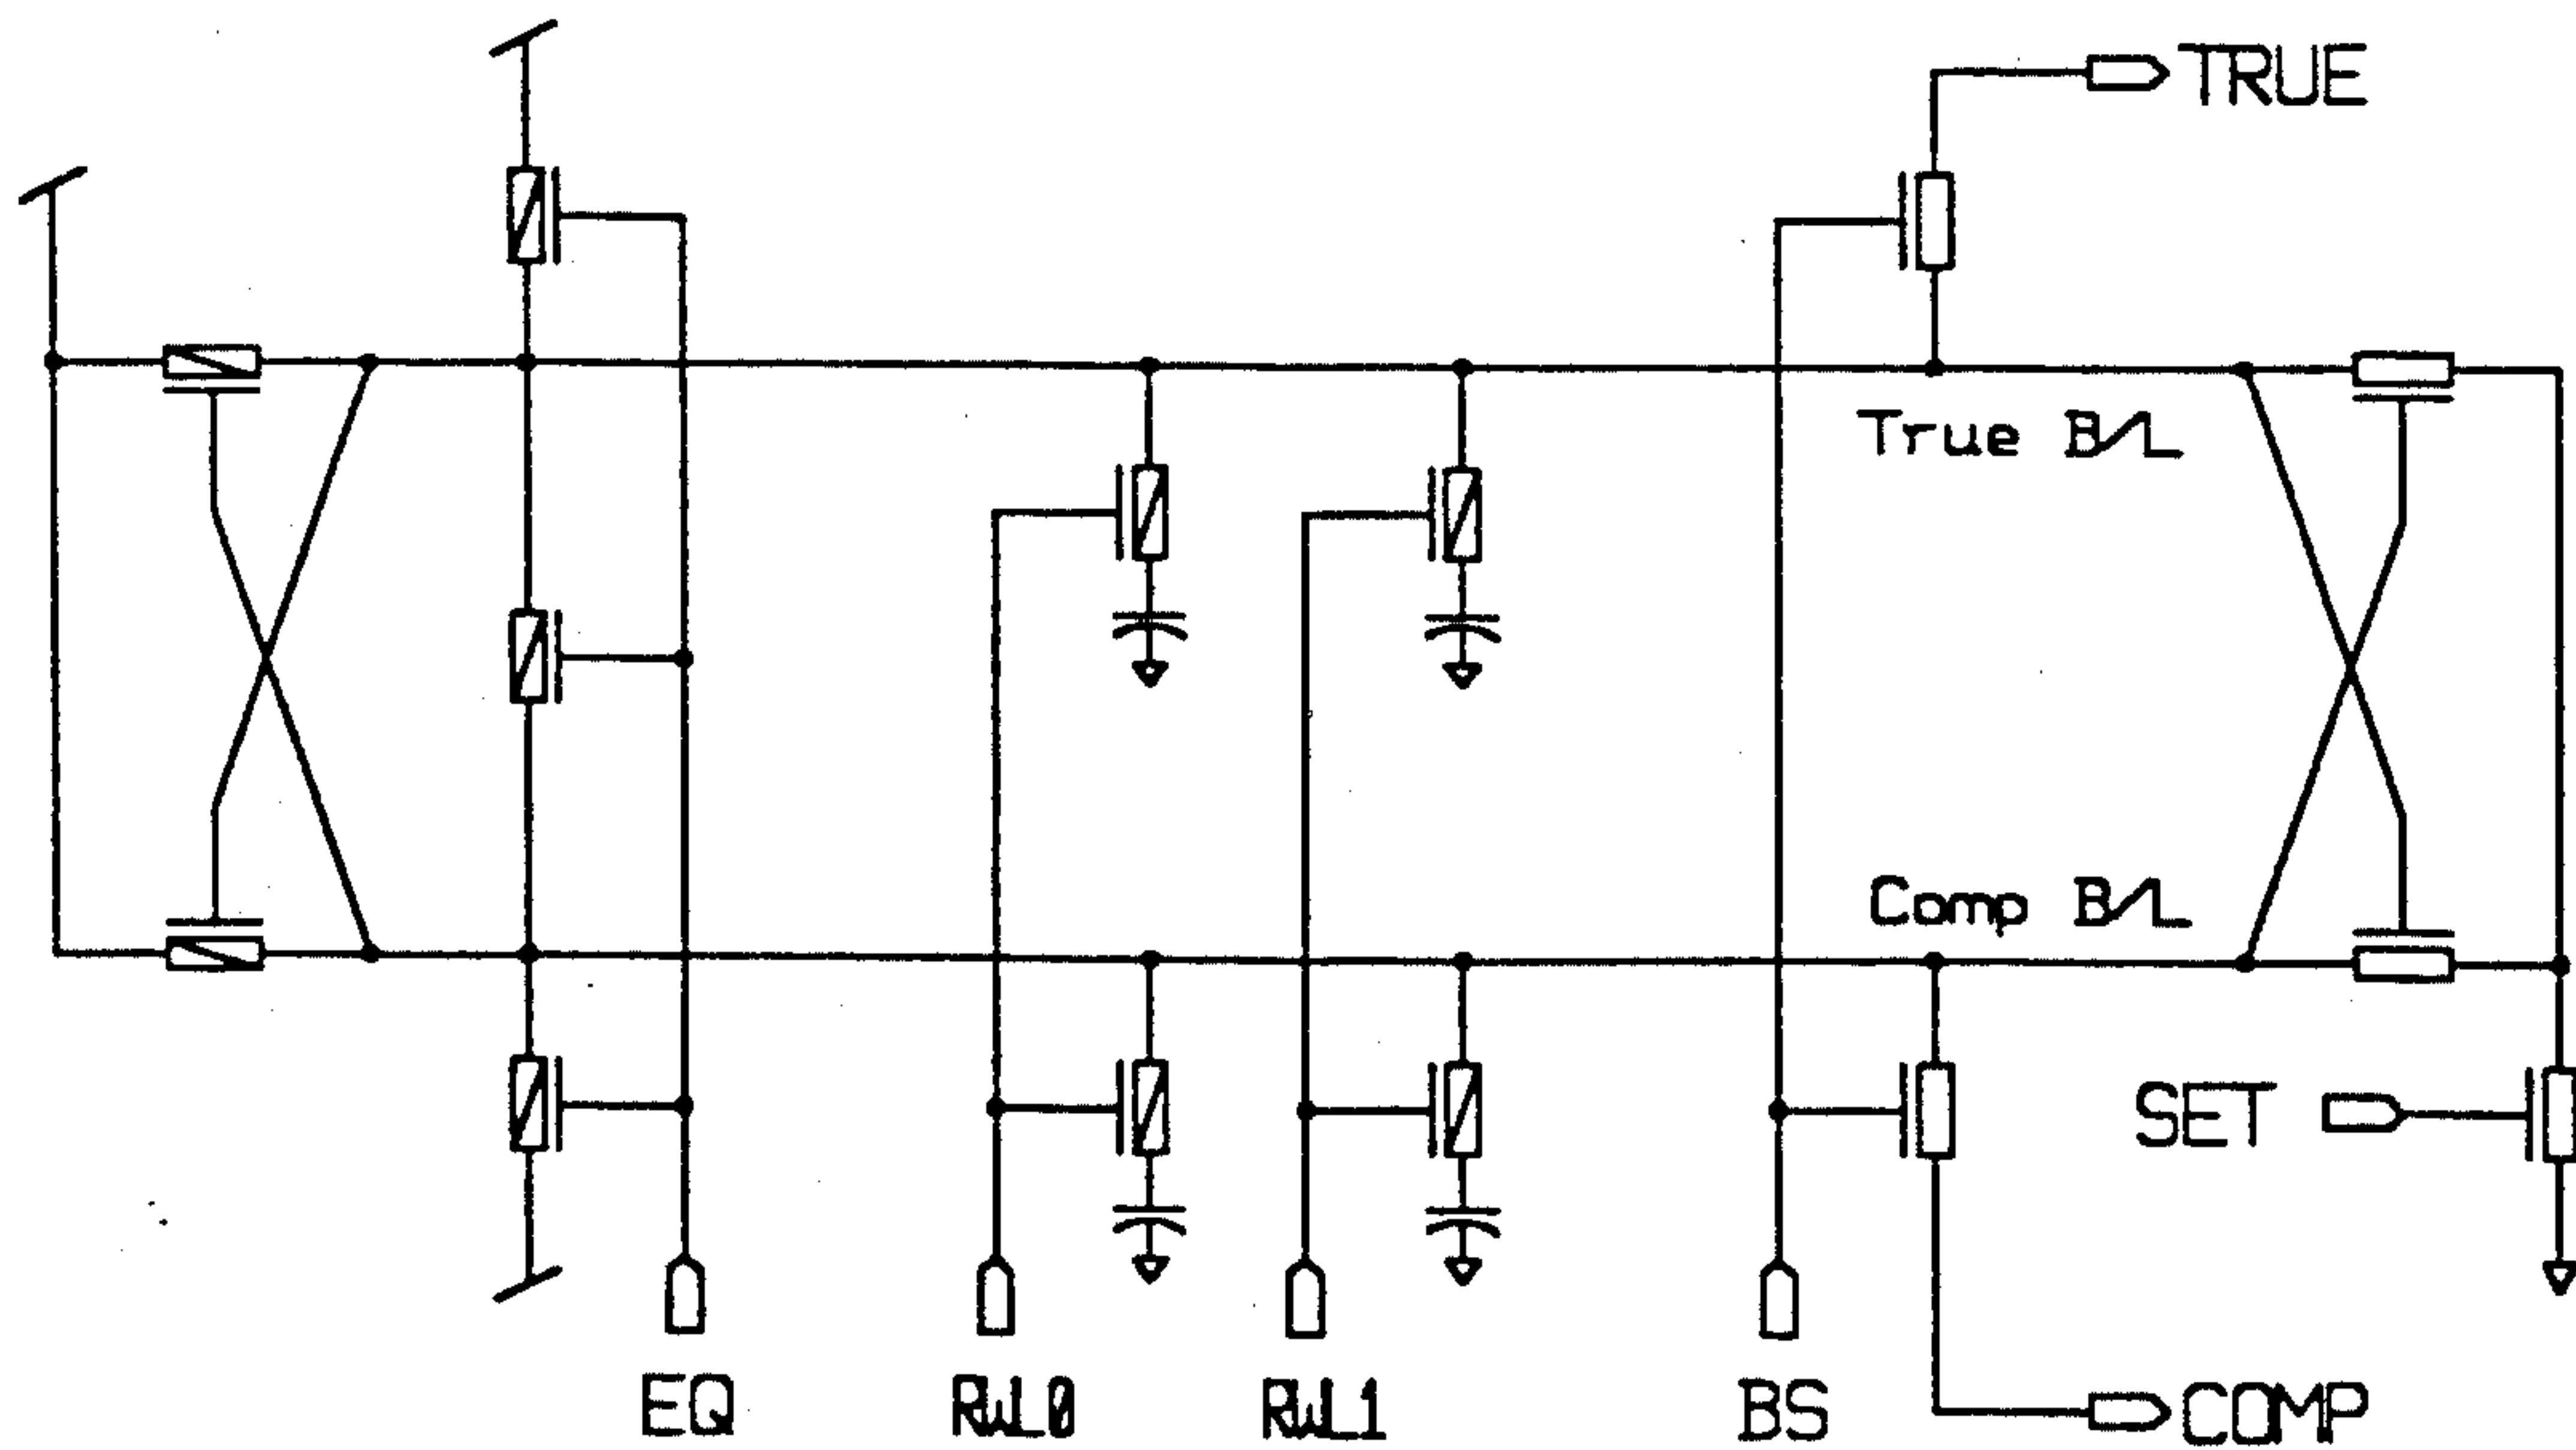 TRUE
True B/L
Comp B/L
SET
EQ
RWL0
RWL1
BS
COMP